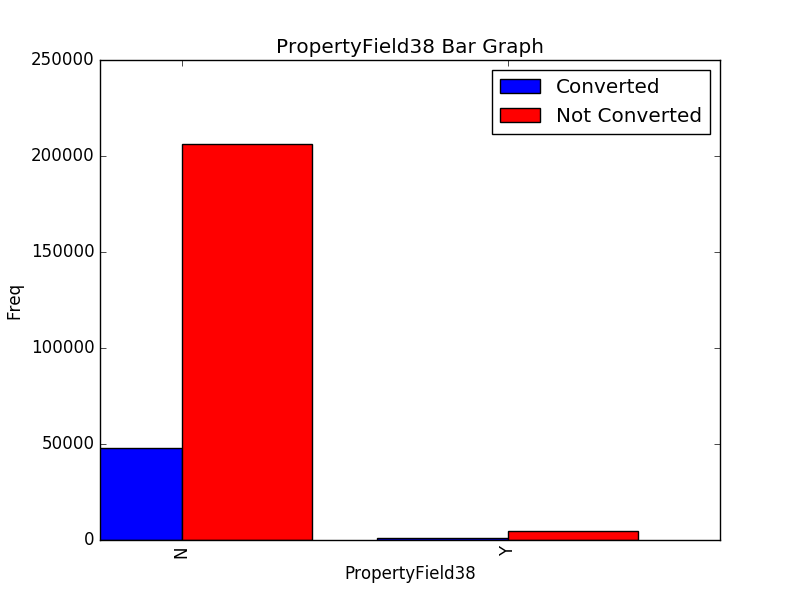 PropertyField38 Bar Graph
Converted
Not Converted
250000
200000
150000
100000
50000
0
Freq
N
Y
PropertyField38